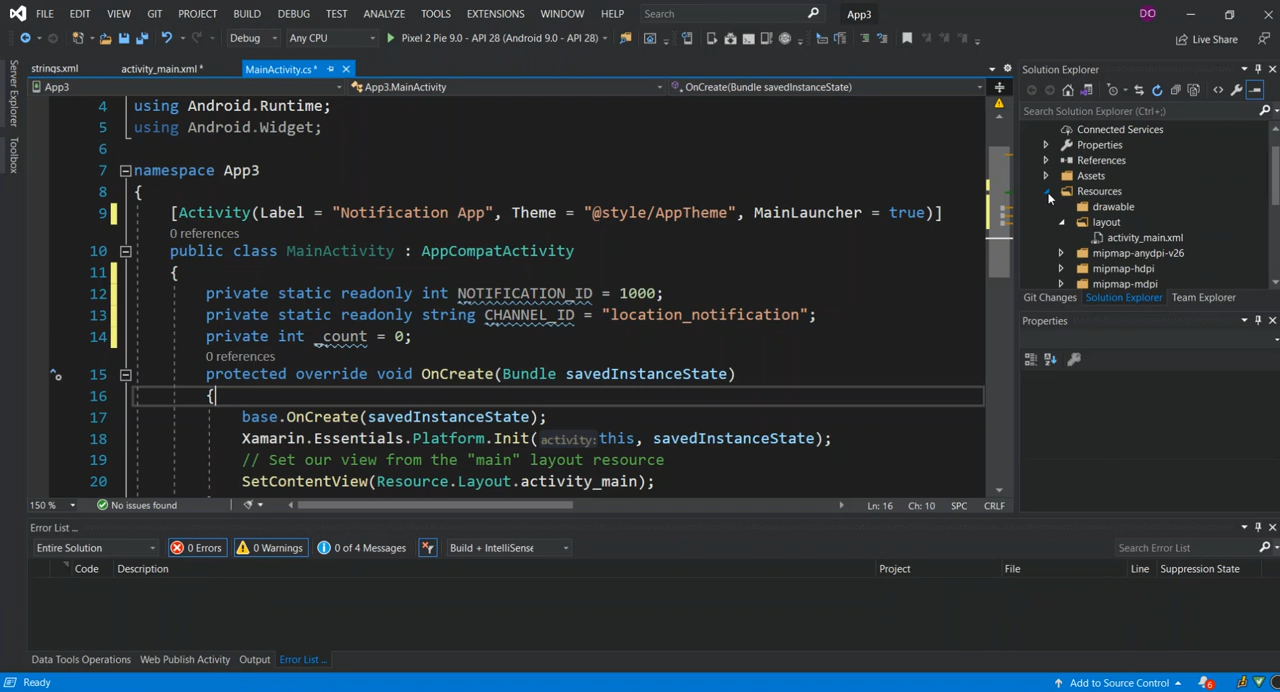 FILE EDIT VIEW GIT PROJECT BUILD DEBUG TEST ANALYZE TOOLS EXTENSIONS WINDOW HELP Search App3 DO
Debug Any CPU Pixel 2 Pie 9.0 - API 28 (Android 9.0 - API 28) Live Share
Server Explorer
Toolbox
strings.xml activity_main.xml* MainActivity.cs*
App3 App3.MainActivity OnCreate(Bundle savedInstanceState)
4 using Android.Runtime;
5 using Android.Widget;
6
7 namespace App3
8 {
9 [Activity(Label = "Notification App", Theme = "@style/AppTheme", MainLauncher = true)]
0 references
10 public class MainActivity : AppCompatActivity
11 {
12 private static readonly int NOTIFICATION_ID = 1000;
13 private static readonly string CHANNEL_ID = "location_notification";
14 private int _count = 0;
0 references
15 protected override void OnCreate(Bundle savedInstanceState)
16 {
17 base.OnCreate(savedInstanceState);
18 Xamarin.Essentials.Platform.Init(activity: this, savedInstanceState);
19 // Set our view from the "main" layout resource
20 SetContentView(Resource.Layout.activity_main);
150 % No issues found Ln: 16 Ch: 10 SPC CRLF
Solution Explorer
Search Solution Explorer (Ctrl+;)
Connected Services
Properties
References
Assets
Resources
drawable
layout
activity_main.xml
mipmap-anydpi-v26
mipmap-hdpi
mipmap-mdpi
Git Changes Solution Explorer Team Explorer
Properties
Error List ...
Entire Solution 0 Errors 0 Warnings 0 of 4 Messages Build + IntelliSense Search Error List
Code Description Project File Line Suppression State
Data Tools Operations Web Publish Activity Output Error List ...
Ready Add to Source Control 6